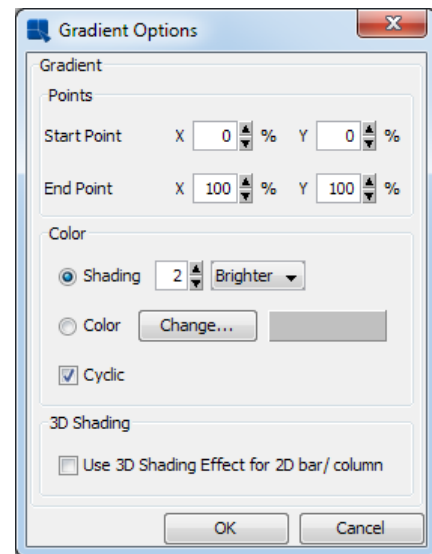 Gradient Options
Gradient
Points
Start Point X 0 % Y 0 %
End Point X 100 % Y 100 %
Color
Shading 2 Brighter
Color Change...
Cyclic
3D Shading
Use 3D Shading Effect for 2D bar/ column
OK Cancel